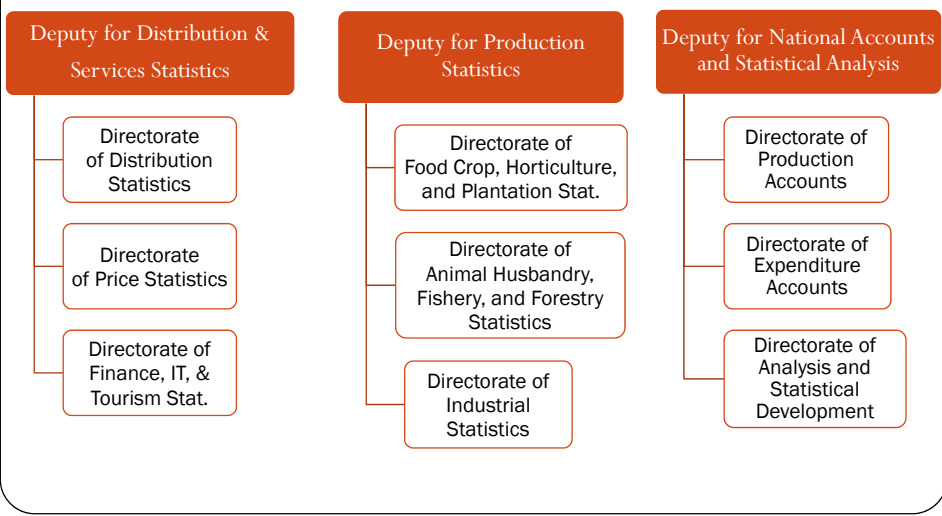 Deputy for Distribution &
Services Statistics
Directorate
of Distribution
Statistics
Directorate
of Price Statistics
Directorate of
Finance, IT, &
Tourism Stat.
Deputy for Production
Statistics
Directorate of
Food Crop, Horticulture,
and Plantation Stat.
Directorate of
Animal Husbandry,
Fishery, and Forestry
Statistics
Directorate of
Industrial
Statistics
Deputy for National Accounts
and Statistical Analysis
Directorate of
Production
Accounts
Directorate of
Expenditure
Accounts
Directorate of
Analysis and
Statistical
Development